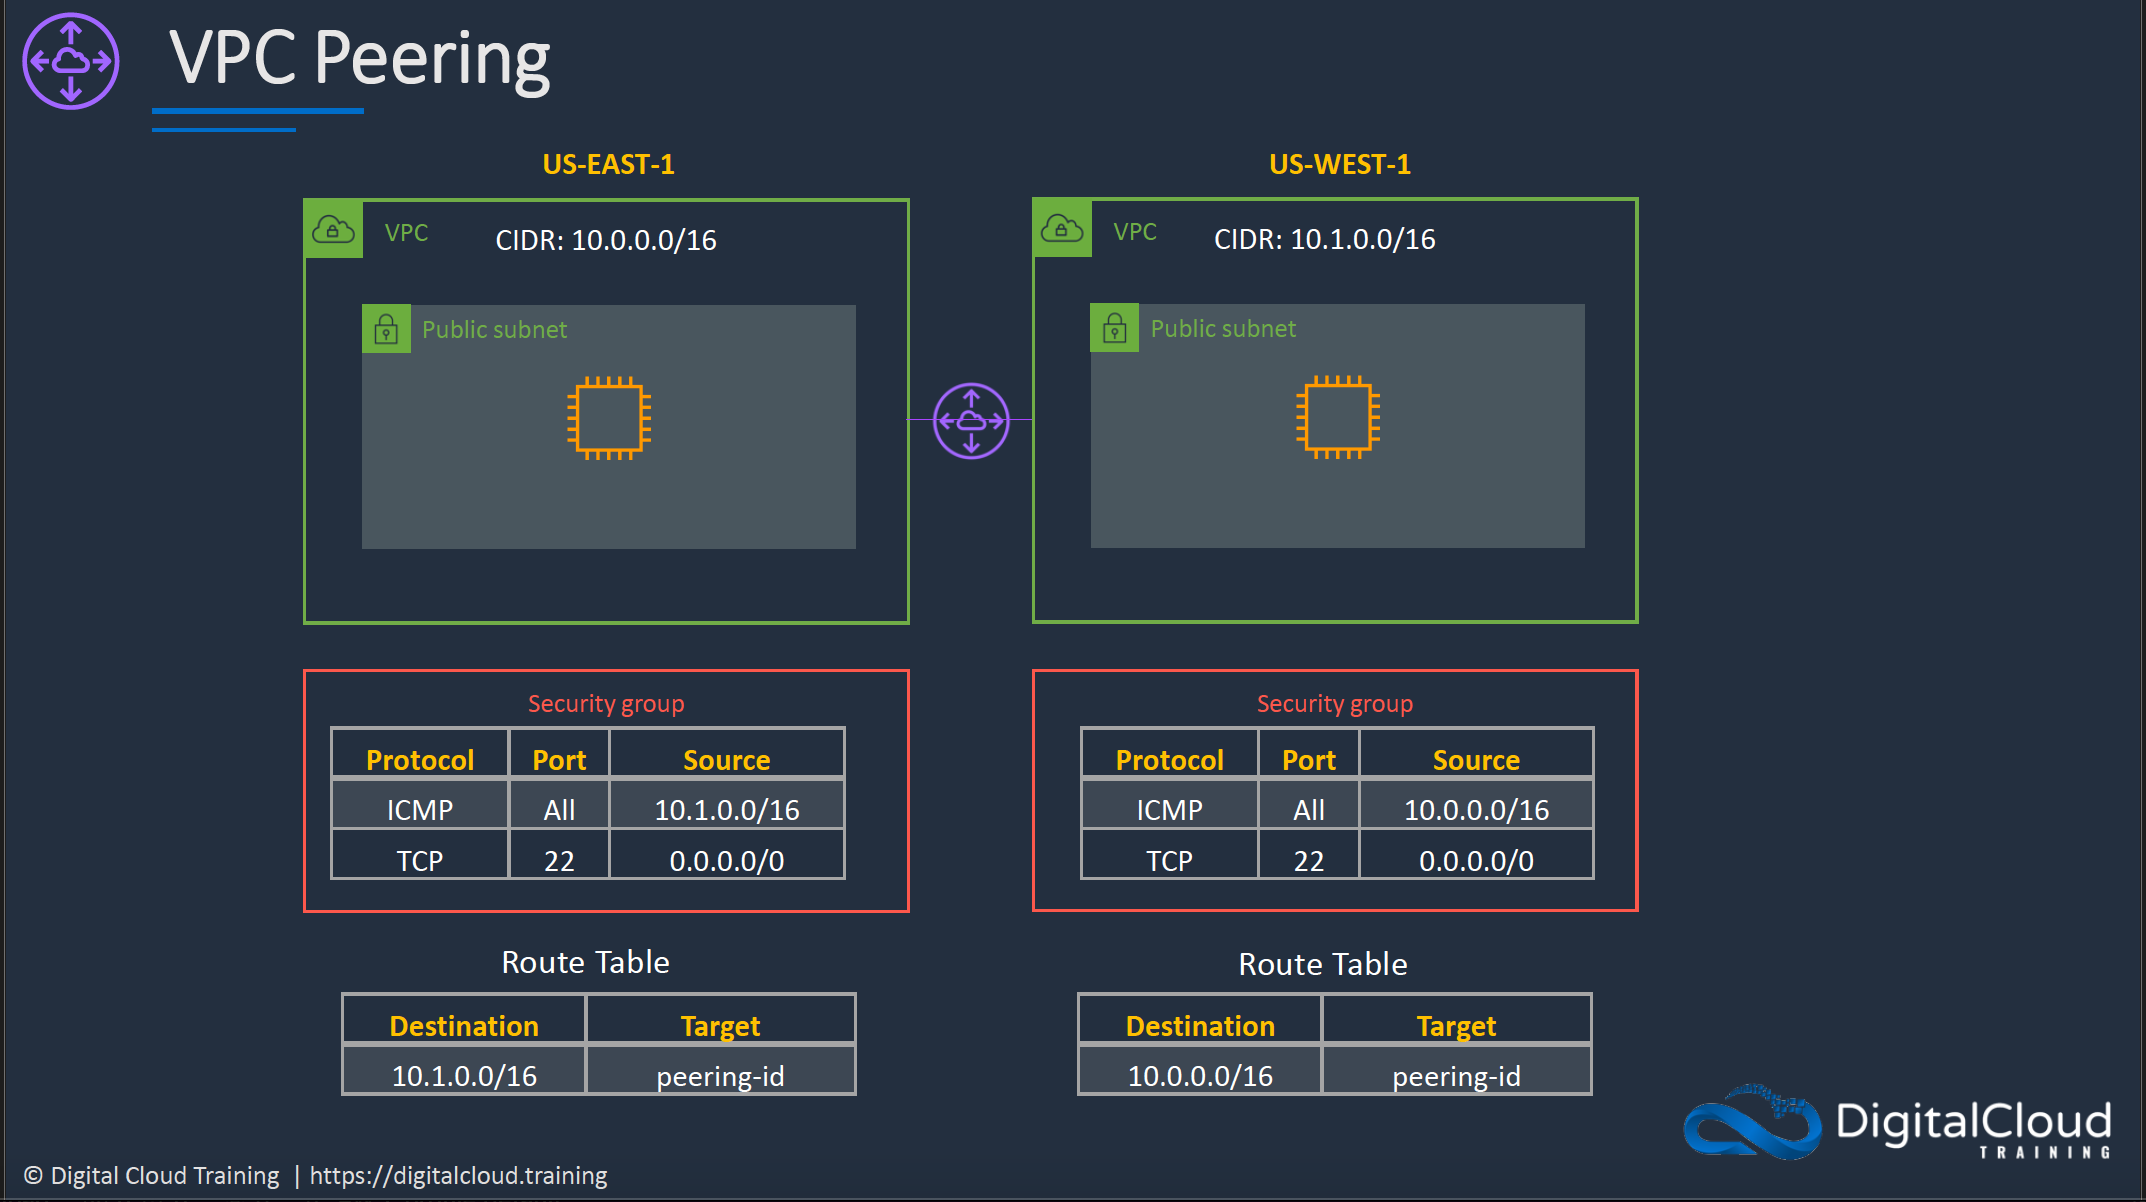 VPC Peering
US-EAST-1
US-WEST-1
VPC
CIDR: 10.0.0.0/16
VPC
CIDR: 10.1.0.0/16
Public subnet
Public subnet
Security group
Protocol Port Source
ICMP All 10.1.0.0/16
TCP 22 0.0.0.0/0
Security group
Protocol Port Source
ICMP All 10.0.0.0/16
TCP 22 0.0.0.0/0
Route Table
Destination Target
10.1.0.0/16 peering-id
Route Table
Destination Target
10.0.0.0/16 peering-id
DigitalCloud
TRAINING
© Digital Cloud Training | https://digitalcloud.training